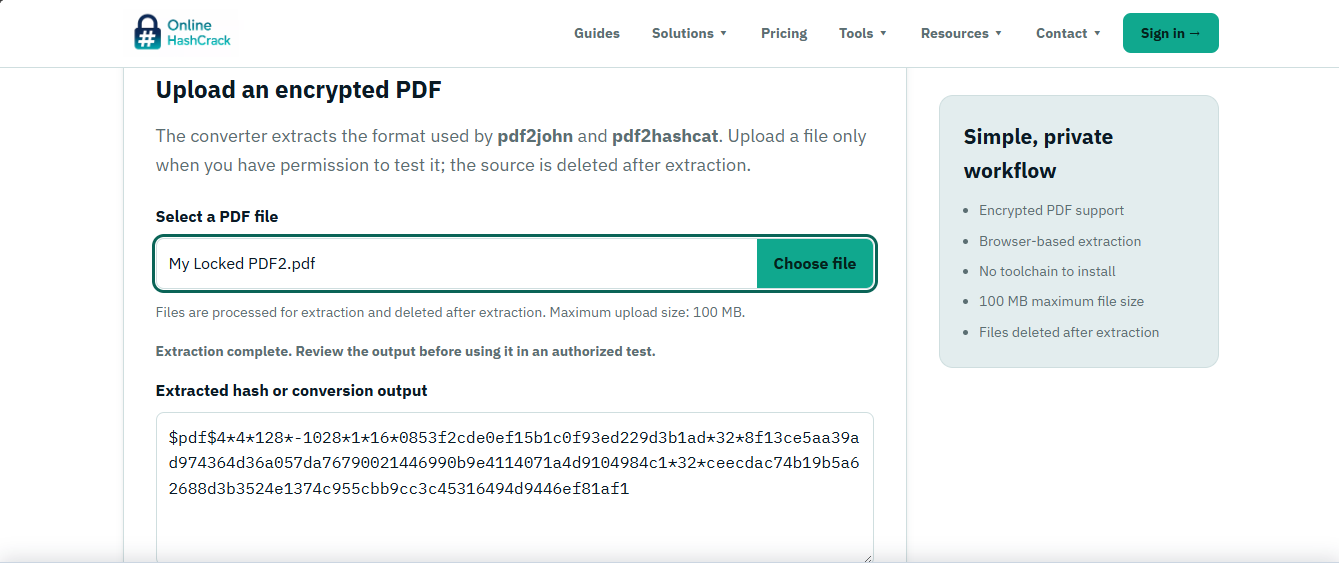 Online
HashCrack
Guides
Solutions ▼
Pricing
Tools ▼
Resources ▼
Contact ▼
Sign in →
Upload an encrypted PDF
The converter extracts the format used by pdf2john and pdf2hashcat. Upload a file only
when you have permission to test it; the source is deleted after extraction.
Select a PDF file
My Locked PDF2.pdf
Choose file
Files are processed for extraction and deleted after extraction. Maximum upload size: 100 MB.
Extraction complete. Review the output before using it in an authorized test.
Extracted hash or conversion output
$pdf$4*4*128*-1028*1*16*0853f2cde0ef15b1c0f93ed229d3b1ad*32*8f13ce5aa39a
d974364d36a057da76790021446990b9e4114071a4d9104984c1*32*ceecdac74b19b5a6
2688d3b3524e1374c955cbb9cc3c45316494d9446ef81af1
Simple, private
workflow
• Encrypted PDF support
• Browser-based extraction
• No toolchain to install
• 100 MB maximum file size
• Files deleted after extraction